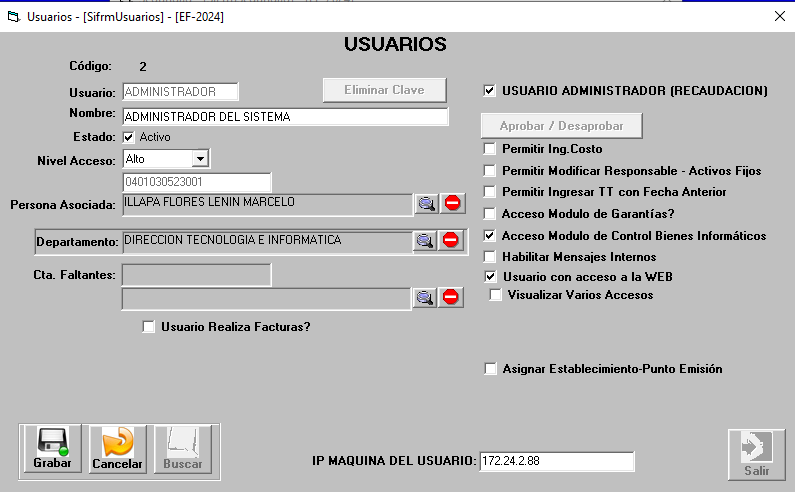 Usuarios - [SifrmUsuarios] - [EF-2024]
USUARIOS
Código: 2
Usuario: ADMINISTRADOR
Eliminar Clave
Nombre: ADMINISTRADOR DEL SISTEMA
Estado: Activo
Nivel Acceso: Alto
0401030523001
Persona Asociada: ILLAPA FLORES LENIN MARCELO
Departamento: DIRECCION TECNOLOGIA E INFORMATICA
Cta. Faltantes:
Usuario Realiza Facturas?
USUARIO ADMINISTRADOR (RECAUDACION)
Aprobar / Desaprobar
Permitir Ing.Costo
Permitir Modificar Responsable - Activos Fijos
Permitir Ingresar TT con Fecha Anterior
Acceso Modulo de Garantías?
Acceso Modulo de Control Bienes Informáticos
Habilitar Mensajes Internos
Usuario con acceso a la WEB
Visualizar Varios Accesos
Asignar Establecimiento-Punto Emisión
Grabar
Cancelar
Buscar
IP MAQUINA DEL USUARIO: 172.24.2.88
Salir